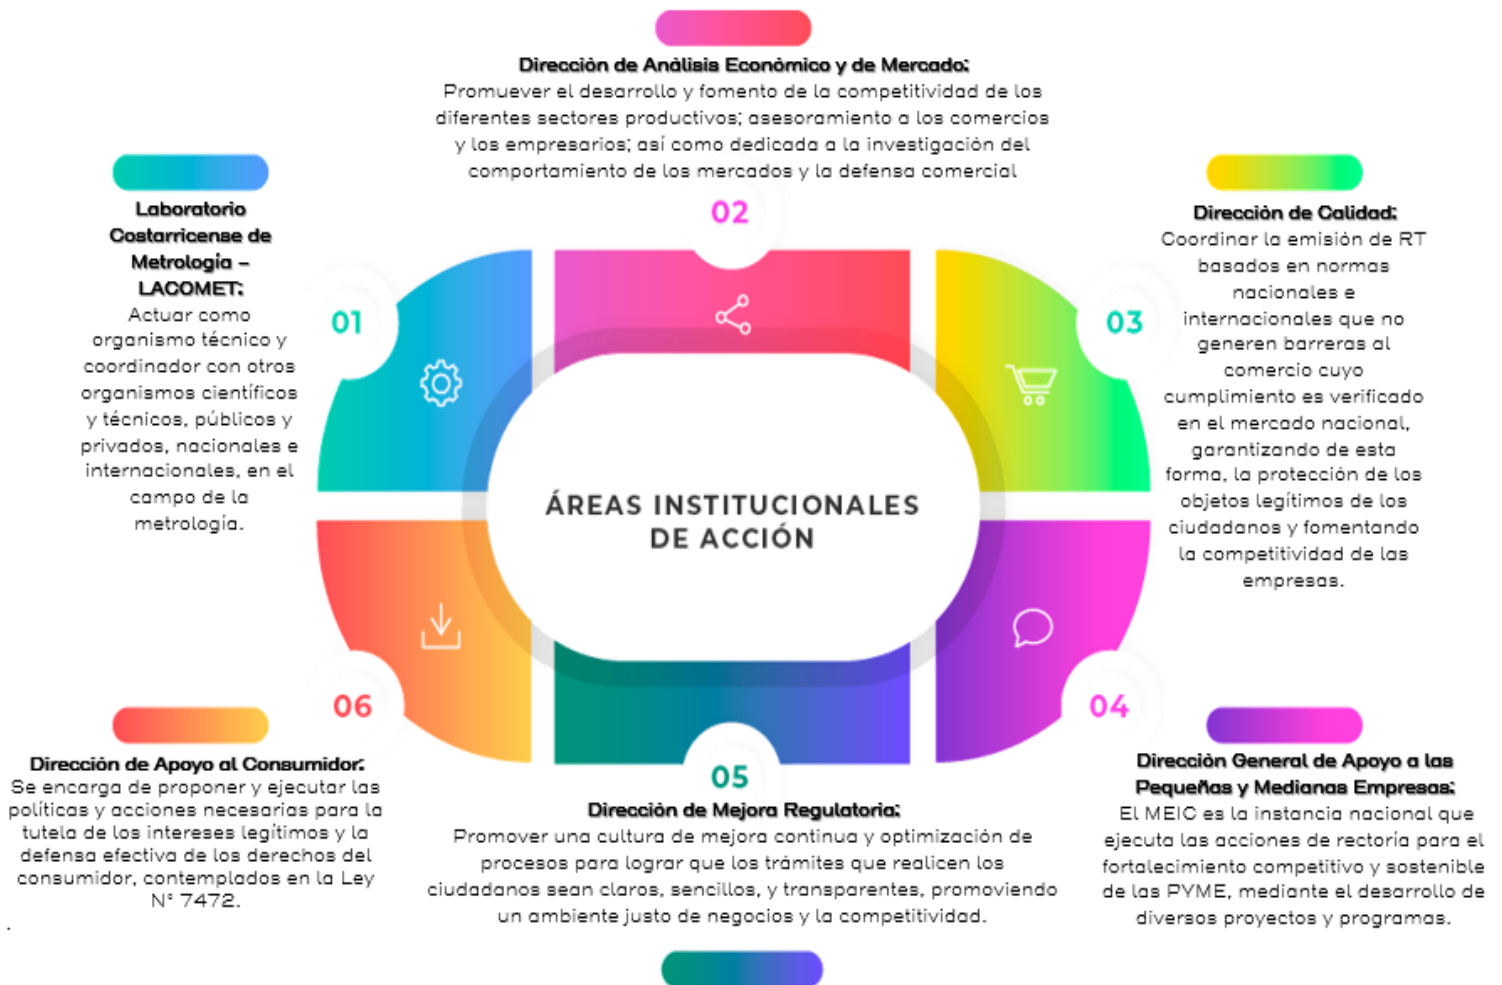 Dirección de Análisis Económico y de Mercado:
Promuever el desarrollo y fomento de la competitividad de los
diferentes sectores productivos; asesoramiento a los comercios
y los empresarios; así como dedicada a la investigación del
comportamiento de los mercados y la defensa comercial
02
Laboratorio
Costarricense de
Metrología –
LACOMET:
Actuar como
organismo técnico y
coordinador con otros
organismos científicos
y técnicos, públicos y
privados, nacionales e
internacionales, en el
campo de la
metrología.
01
Dirección de Calidad:
Coordinar la emisión de RT
basados en normas
nacionales e
internacionales que no
generen barreras al
comercio cuyo
cumplimiento es verificado
en el mercado nacional,
garantizando de esta
forma, la protección de los
objetos legítimos de los
ciudadanos y fomentando
la competitividad de las
empresas.
03
ÁREAS INSTITUCIONALES
DE ACCIÓN
06
Dirección de Apoyo al Consumidor:
Se encarga de proponer y ejecutar las
políticas y acciones necesarias para la
tutela de los intereses legítimos y la
defensa efectiva de los derechos del
consumidor, contemplados en la Ley
N° 7472.
.
05
Dirección de Mejora Regulatoria:
Promover una cultura de mejora continua y optimización de
procesos para lograr que los trámites que realicen los
ciudadanos sean claros, sencillos, y transparentes, promoviendo
un ambiente justo de negocios y la competitividad.
04
Dirección General de Apoyo a las
Pequeñas y Medianas Empresas:
El MEIC es la instancia nacional que
ejecuta las acciones de rectoría para el
fortalecimiento competitivo y sostenible
de las PYME, mediante el desarrollo de
diversos proyectos y programas.